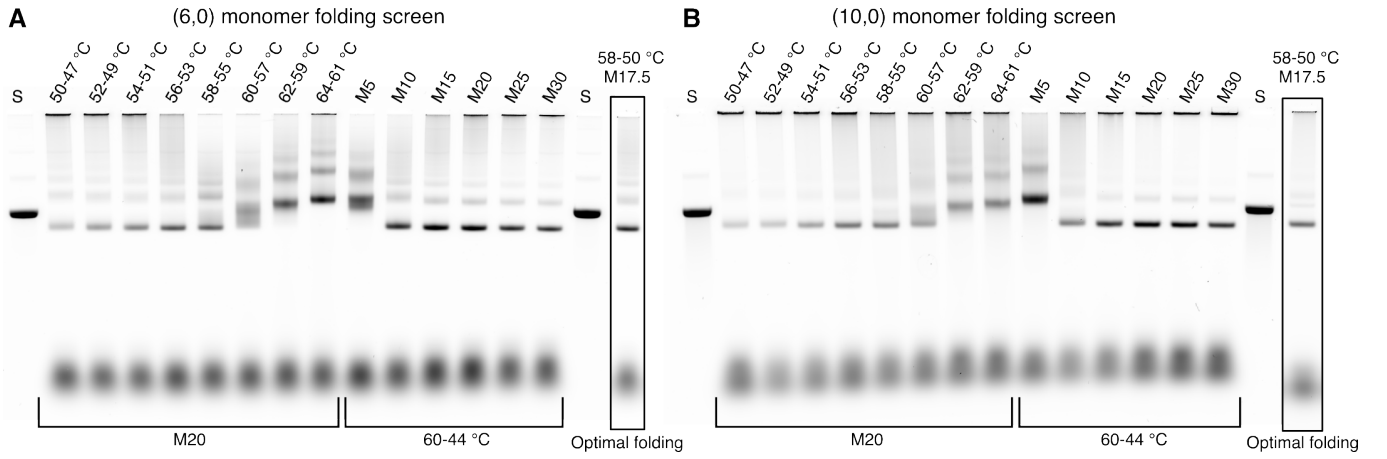 A
(6,0) monomer folding screen
S
50-47 °C
52-49 °C
54-51 °C
56-53 °C
58-55 °C
60-57 °C
62-59 °C
64-61 °C
M5
M10
M15
M20
M25
M30
S
58-50 °C
M17.5
M20
60-44 °C
Optimal folding
B
(10,0) monomer folding screen
S
50-47 °C
52-49 °C
54-51 °C
56-53 °C
58-55 °C
60-57 °C
62-59 °C
64-61 °C
M5
M10
M15
M20
M25
M30
S
58-50 °C
M17.5
M20
60-44 °C
Optimal folding